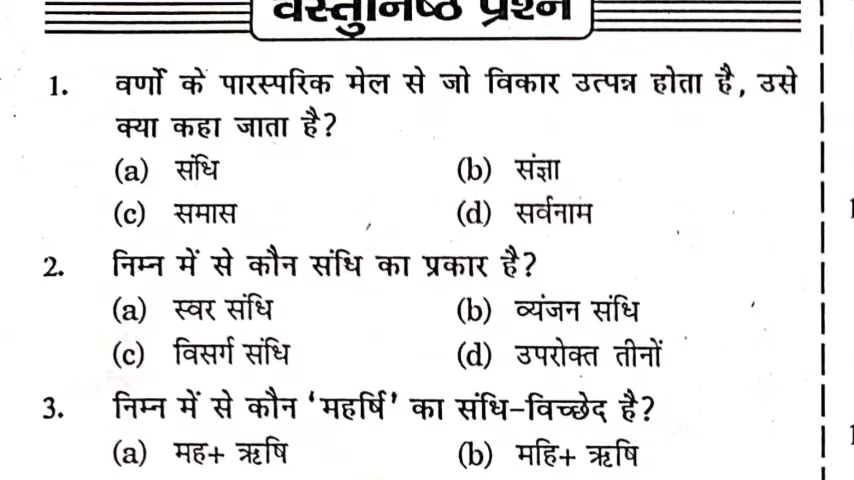 वस्तुनिष्ठ प्रश्न
1. वर्णों के पारस्परिक मेल से जो विकार उत्पन्न होता है, उसे
क्या कहा जाता है?
(a) संधि (b) संज्ञा
(c) समास (d) सर्वनाम
2. निम्न में से कौन संधि का प्रकार है?
(a) स्वर संधि (b) व्यंजन संधि
(c) विसर्ग संधि (d) उपरोक्त तीनों
3. निम्न में से कौन ‘महर्षि’ का संधि-विच्छेद है?
(a) मह+ ऋषि (b) महि+ ऋषि